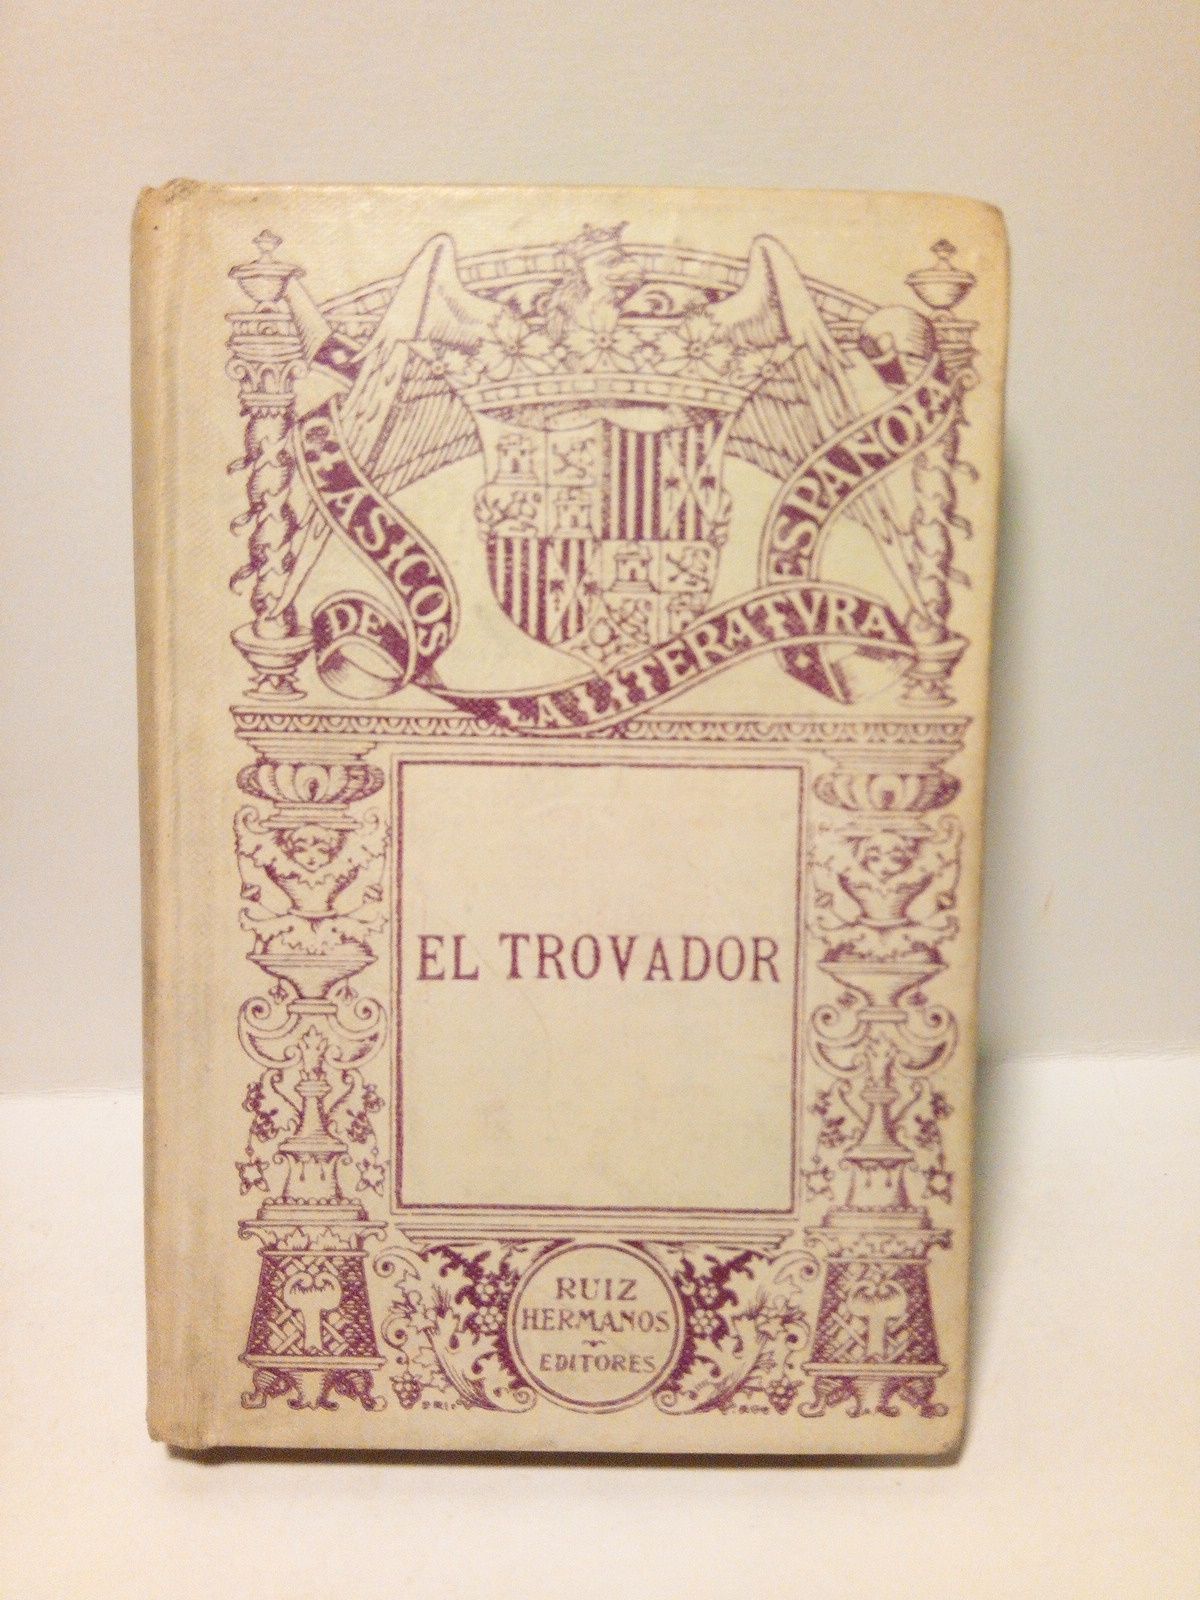 CLASICOS
DE
LA LITERATVRA
ESPAÑOLA
EL TROVADOR
RUIZ
HERMANOS
EDITORES